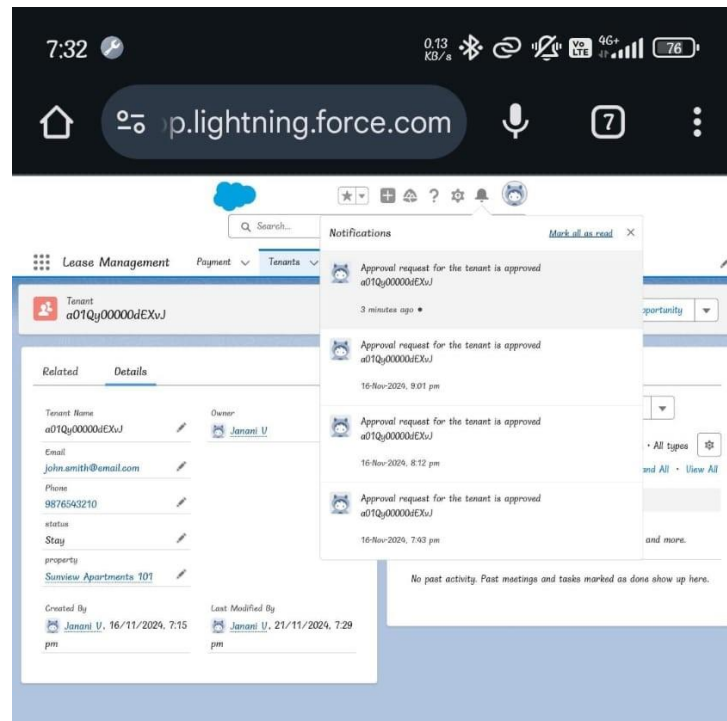 7:32
0.13
KB/s
Vo
LTE
4G+
76
p.lightning.force.com
7
Search...
Notifications
Mark all as read
Lease Management
Payment
Tenants
Approval request for the tenant is approved
a01Qy00000dEXvJ
3 minutes ago
Tenant
a01Qy00000dEXvJ
pportunity
Approval request for the tenant is approved
a01Qy00000dEXvJ
16-Nov-2024, 9:01 pm
Related
Details
Tenant Name
a01Qy00000dEXvJ
Owner
Janani U
Approval request for the tenant is approved
a01Qy00000dEXvJ
16-Nov-2024, 8:12 pm
• All types
and All • View All
Email
john.smith@email.com
Phone
9876543210
status
Stay
Approval request for the tenant is approved
a01Qy00000dEXvJ
16-Nov-2024, 7:43 pm
and more.
property
Sunview Apartments 101
No past activity. Past meetings and tasks marked as done show up here.
Created By
Janani U, 16/11/2024, 7:15
pm
Last Modified By
Janani U, 21/11/2024, 7:29
pm